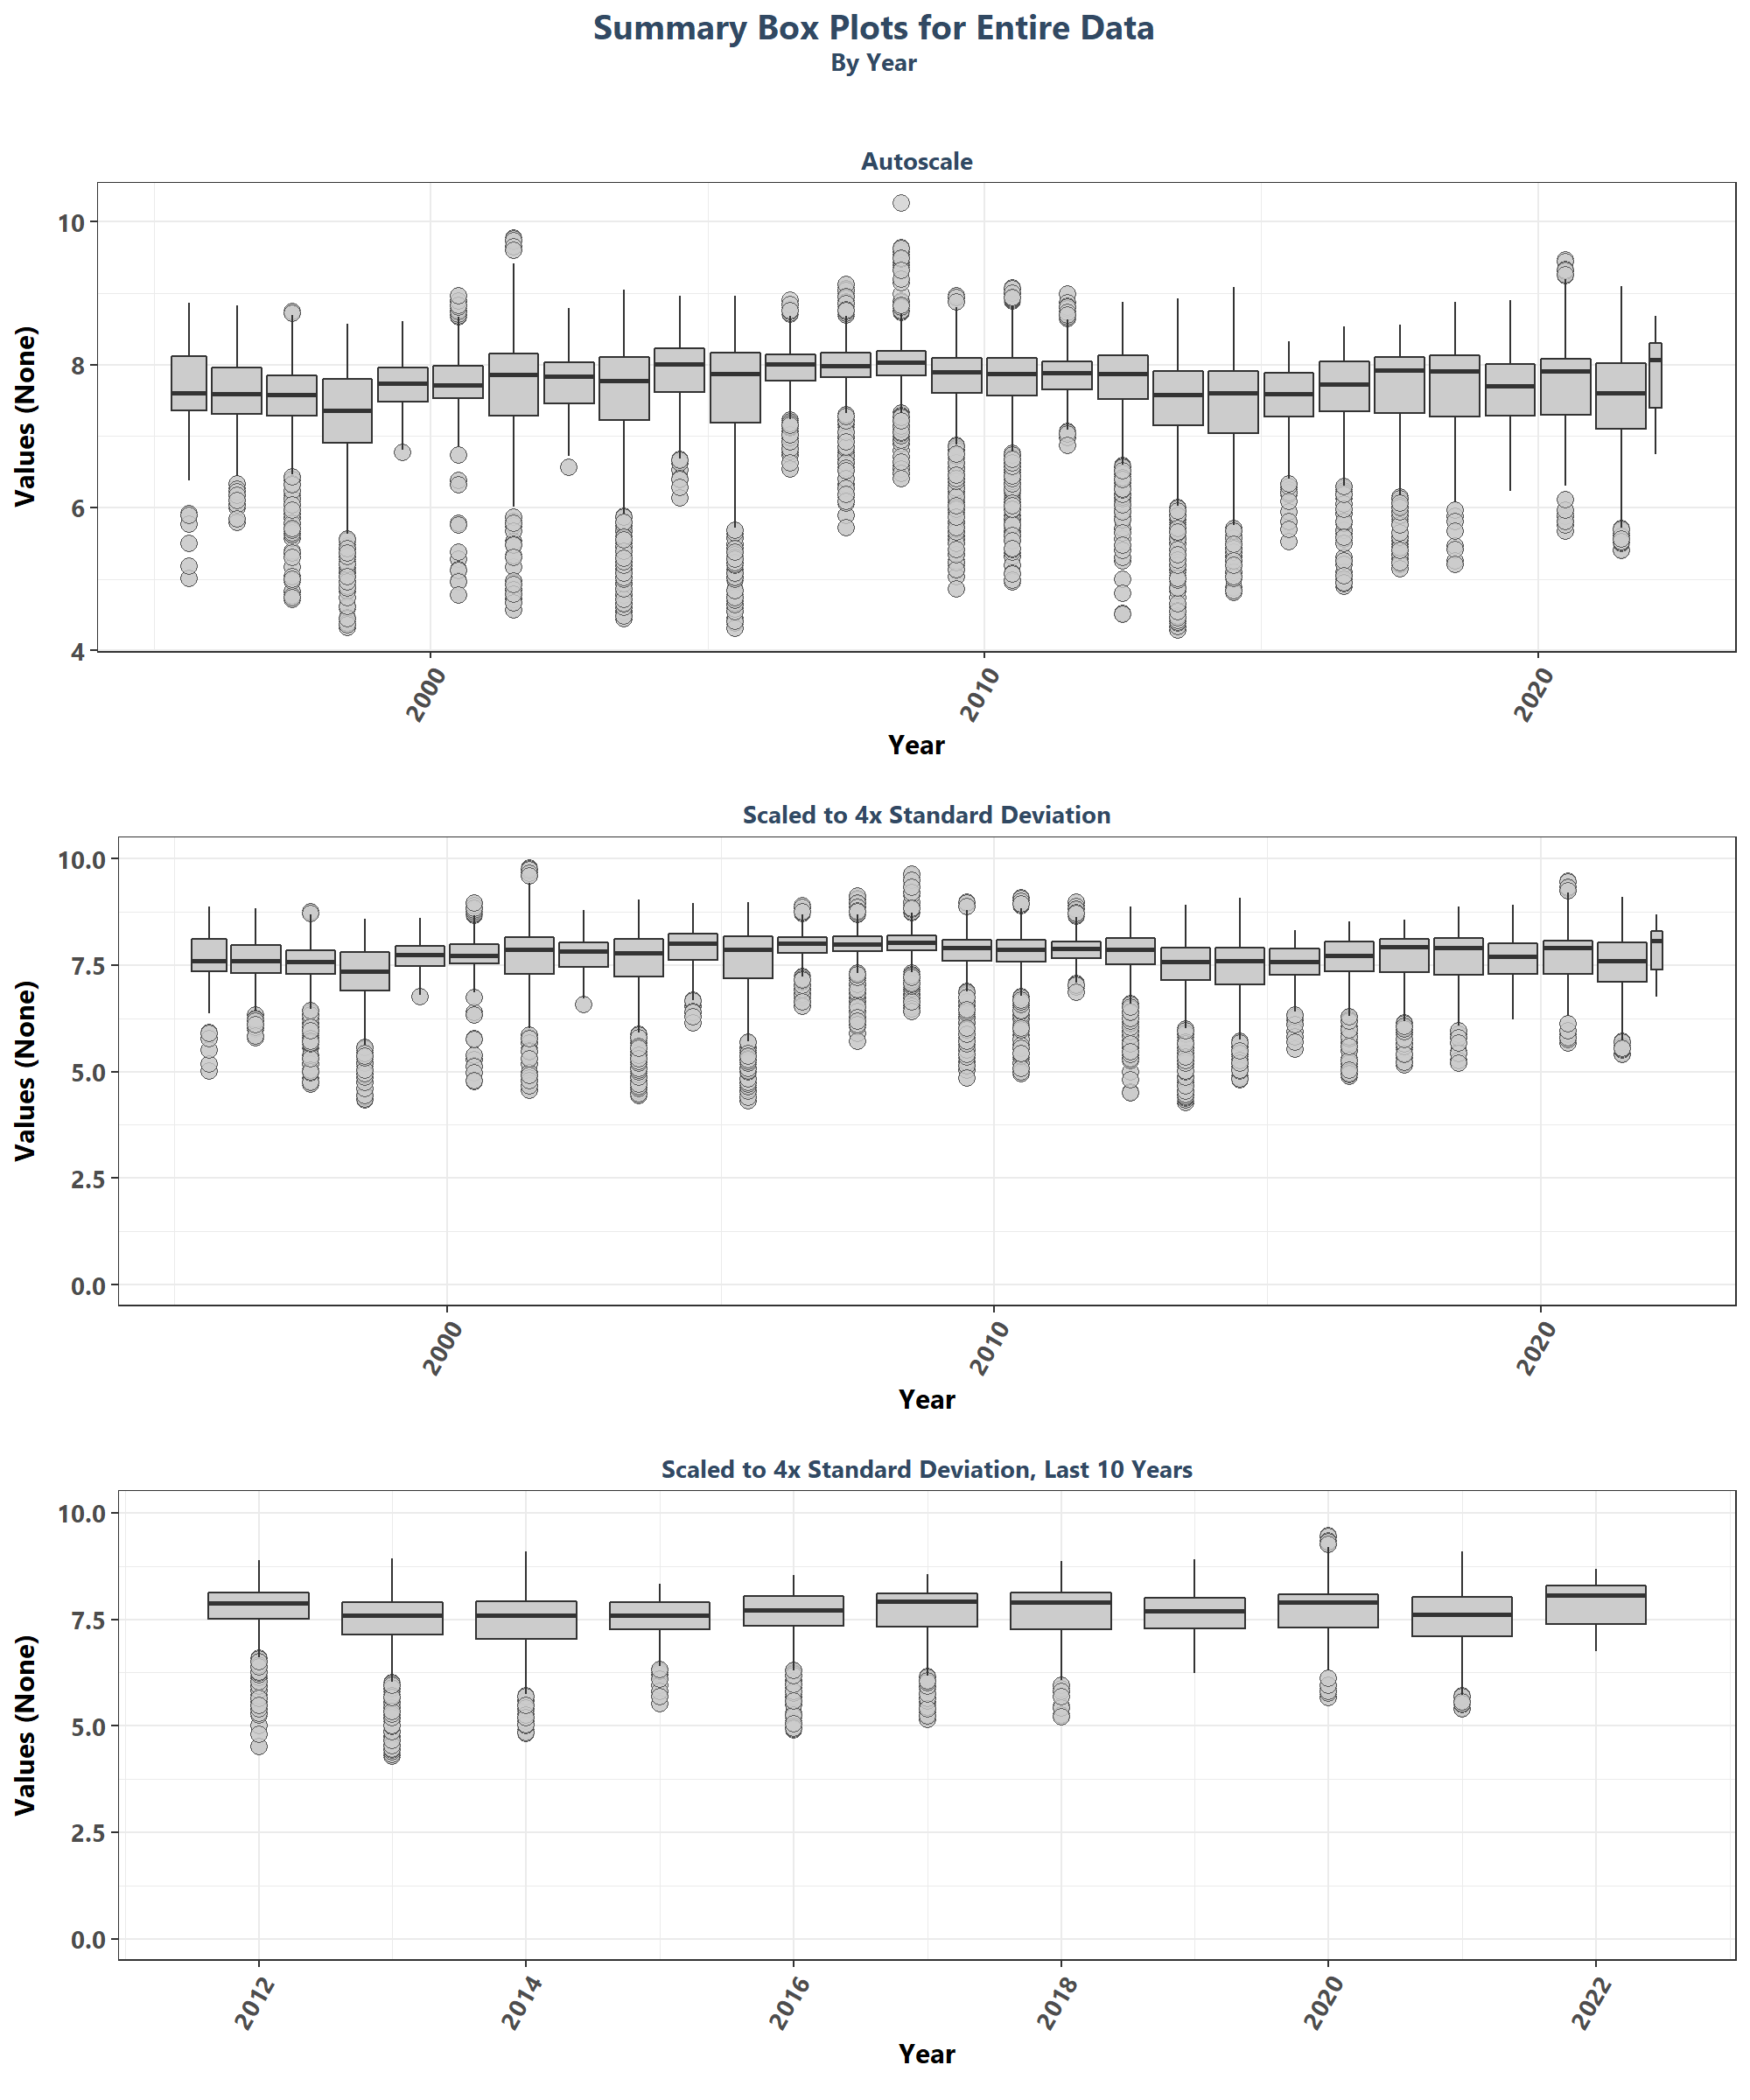 Summary Box Plots for Entire Data
By Year
Autoscale
Values (None)
10
8
6
4
2000
2010
2020
Year
Scaled to 4x Standard Deviation
Values (None)
10.0
7.5
5.0
2.5
0.0
2000
2010
2020
Year
Scaled to 4x Standard Deviation, Last 10 Years
Values (None)
10.0
7.5
5.0
2.5
0.0
2012
2014
2016
2018
2020
2022
Year